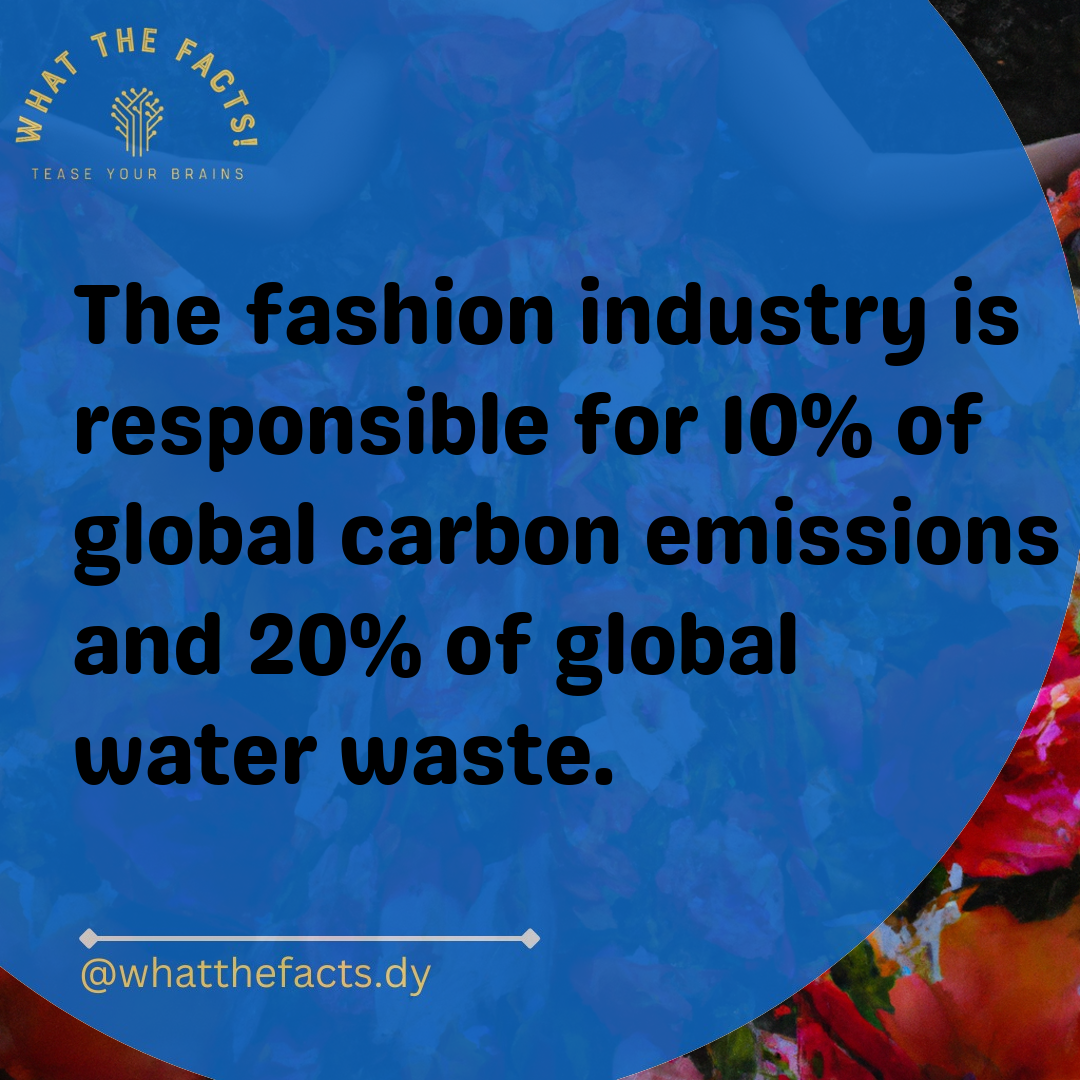 WHAT THE FACTS!
TEASE YOUR BRAINS
The fashion industry is
responsible for 10% of
global carbon emissions
and 20% of global
water waste.
@whatthefacts.dy